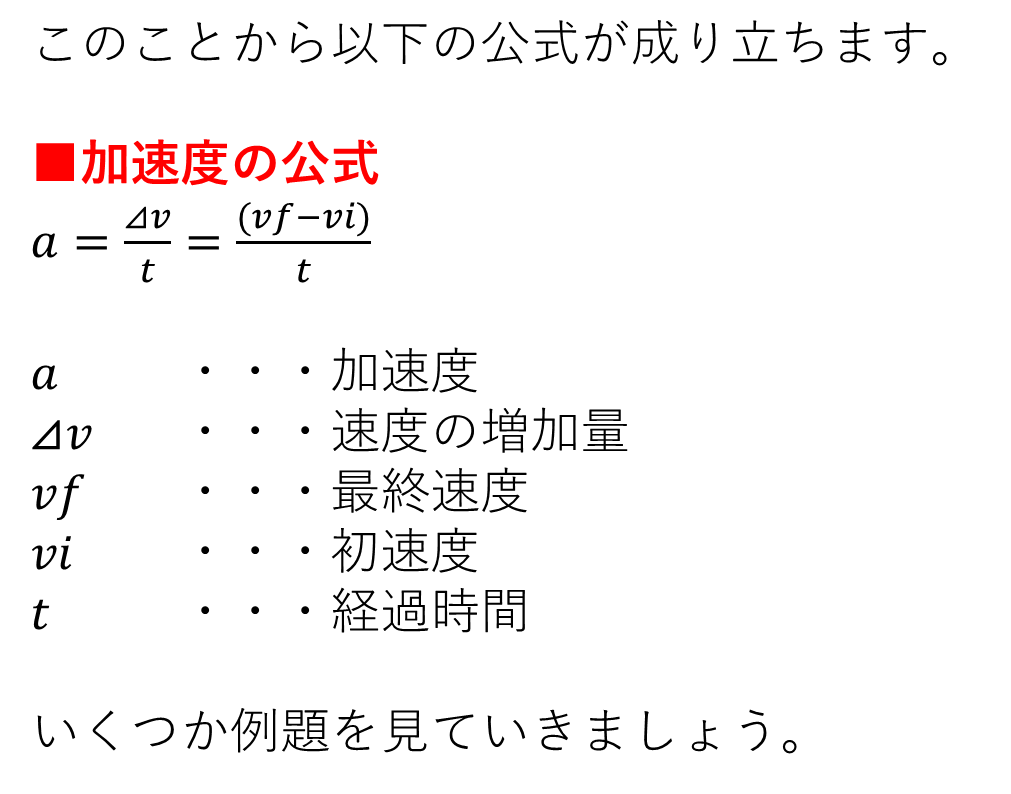 このことから以下の公式が成り立ちます。
■加速度の公式
a = ⊿v/t = (vf−vi)/t
a ・・・加速度
⊿v ・・・速度の増加量
vf ・・・最終速度
vi ・・・初速度
t ・・・経過時間
いくつか例題を見ていきましょう。